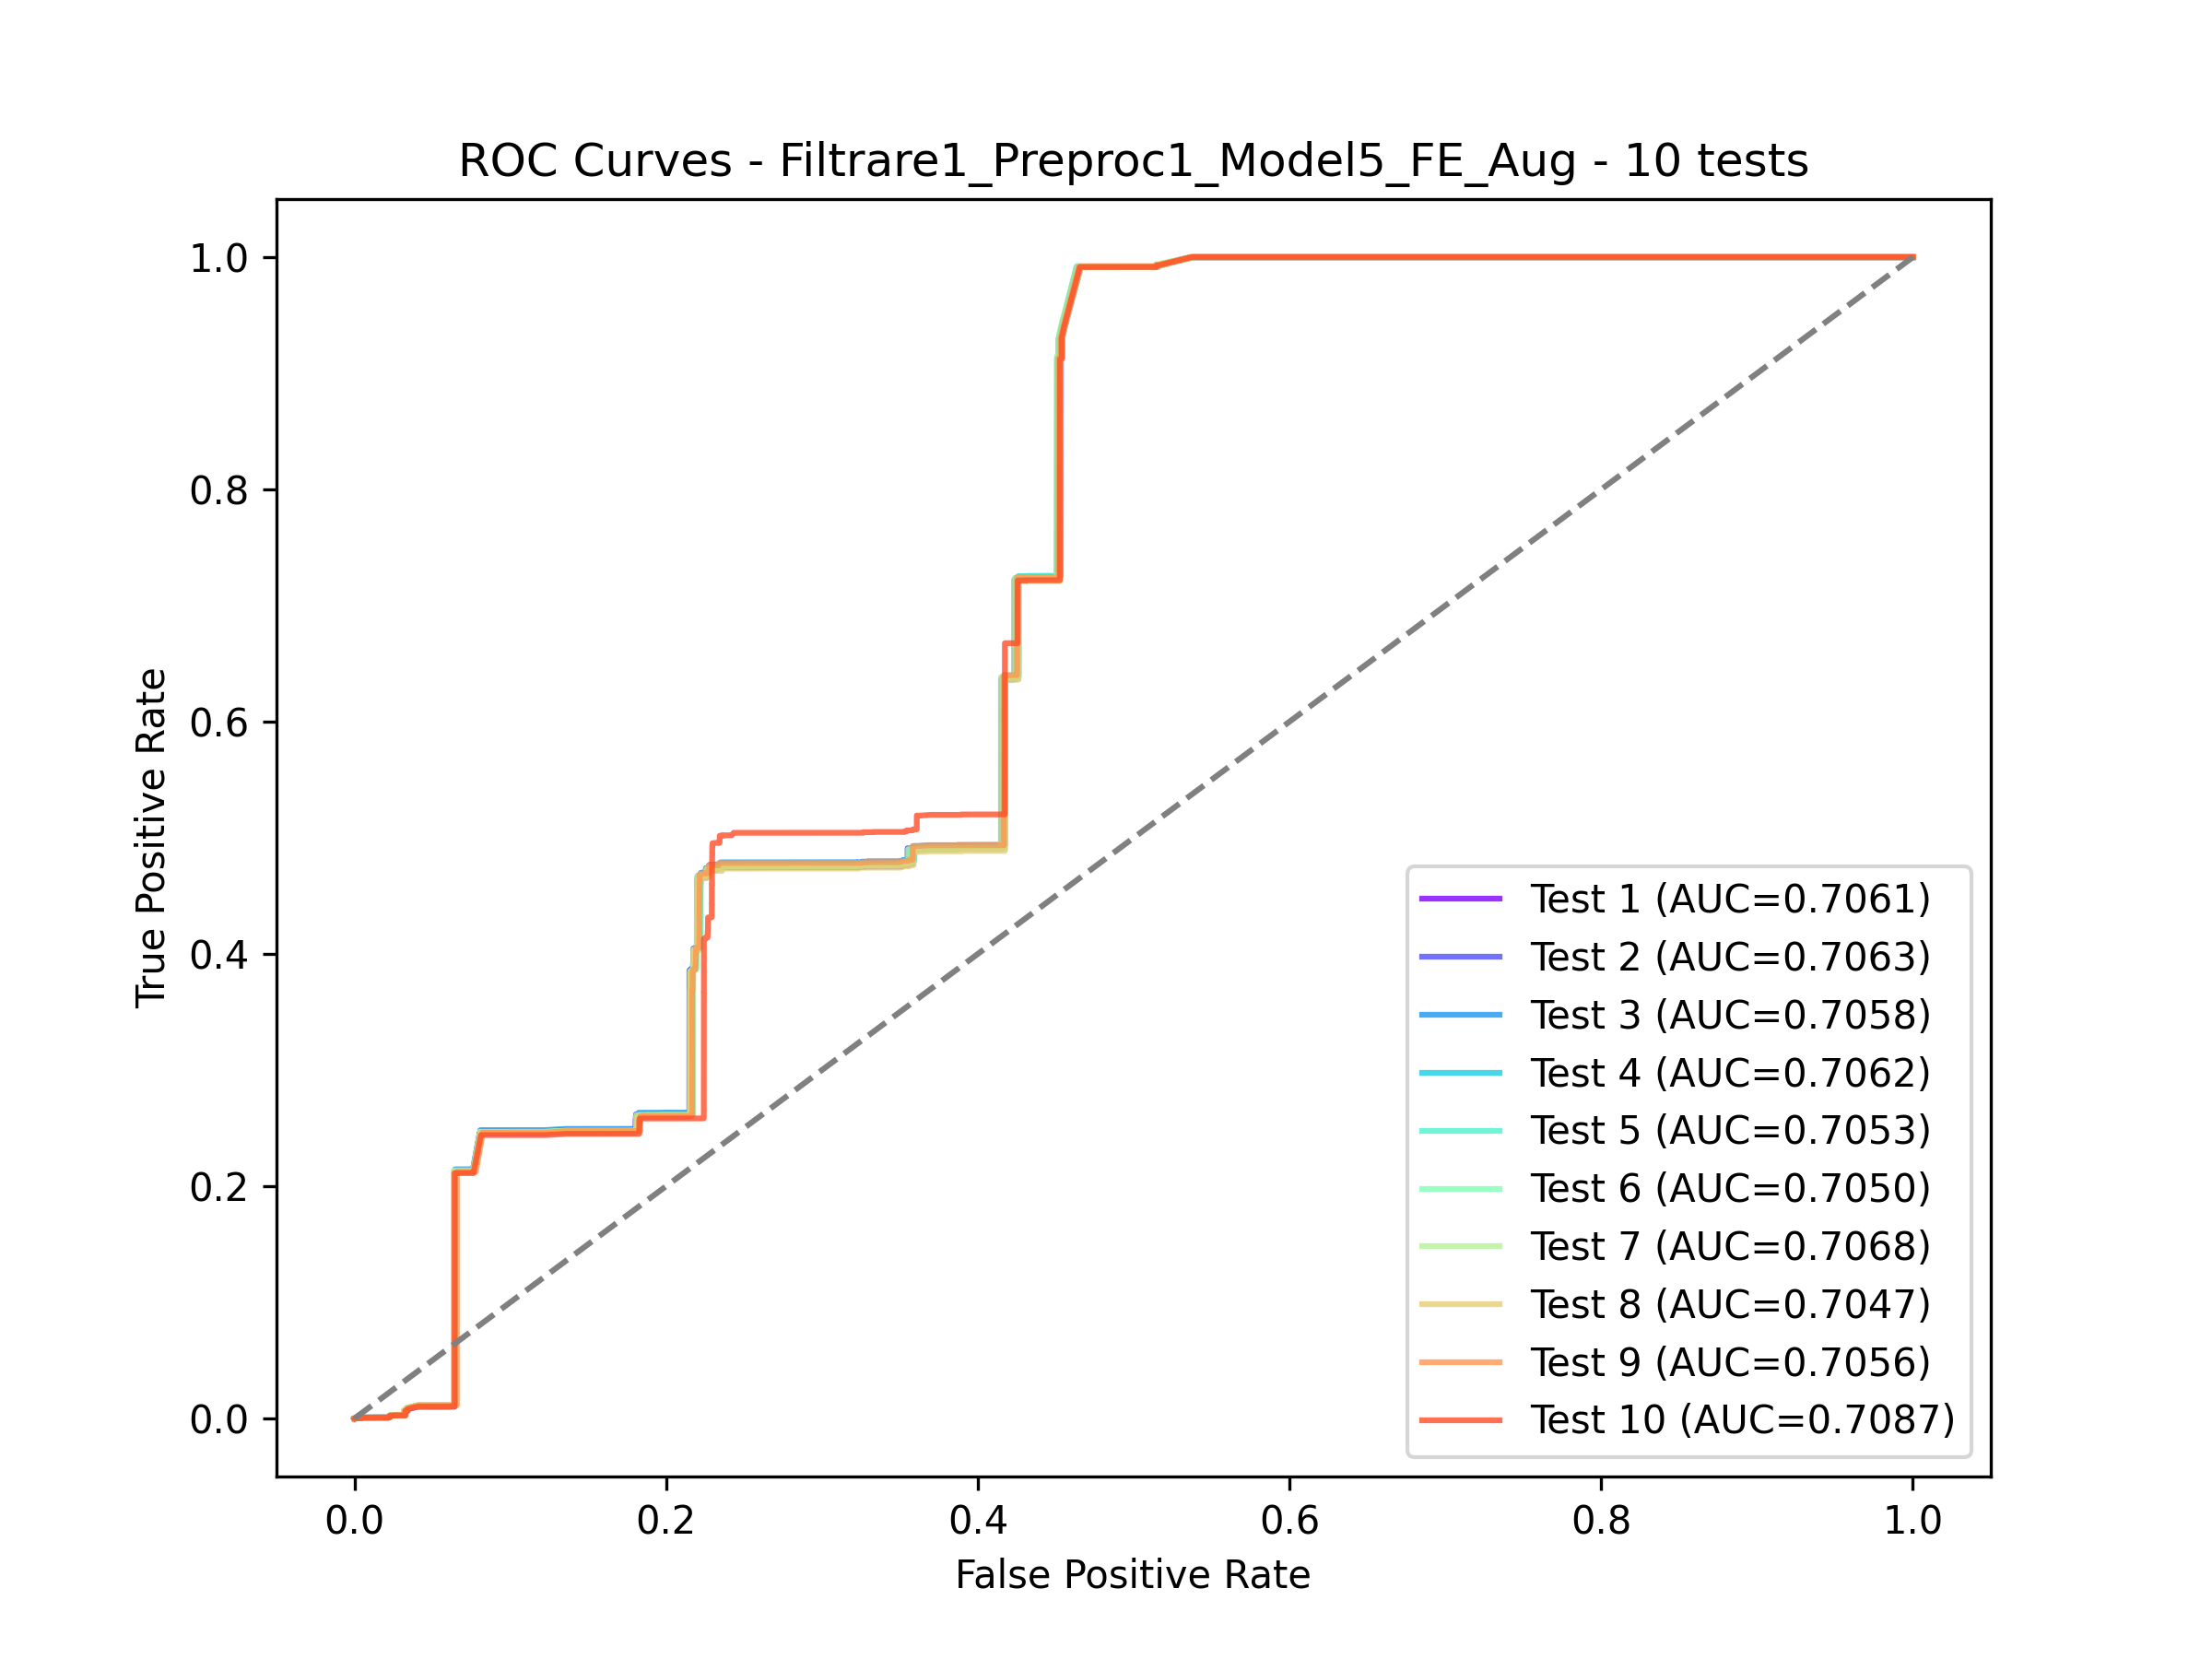 ROC Curves - Filtrare1_Preproc1_Model5_FE_Aug - 10 tests
1.0
0.8
0.6
0.4
0.2
0.0
True Positive Rate
Test 1 (AUC=0.7061)
Test 2 (AUC=0.7063)
Test 3 (AUC=0.7058)
Test 4 (AUC=0.7062)
Test 5 (AUC=0.7053)
Test 6 (AUC=0.7050)
Test 7 (AUC=0.7068)
Test 8 (AUC=0.7047)
Test 9 (AUC=0.7056)
Test 10 (AUC=0.7087)
0.0 0.2 0.4 0.6 0.8 1.0
False Positive Rate